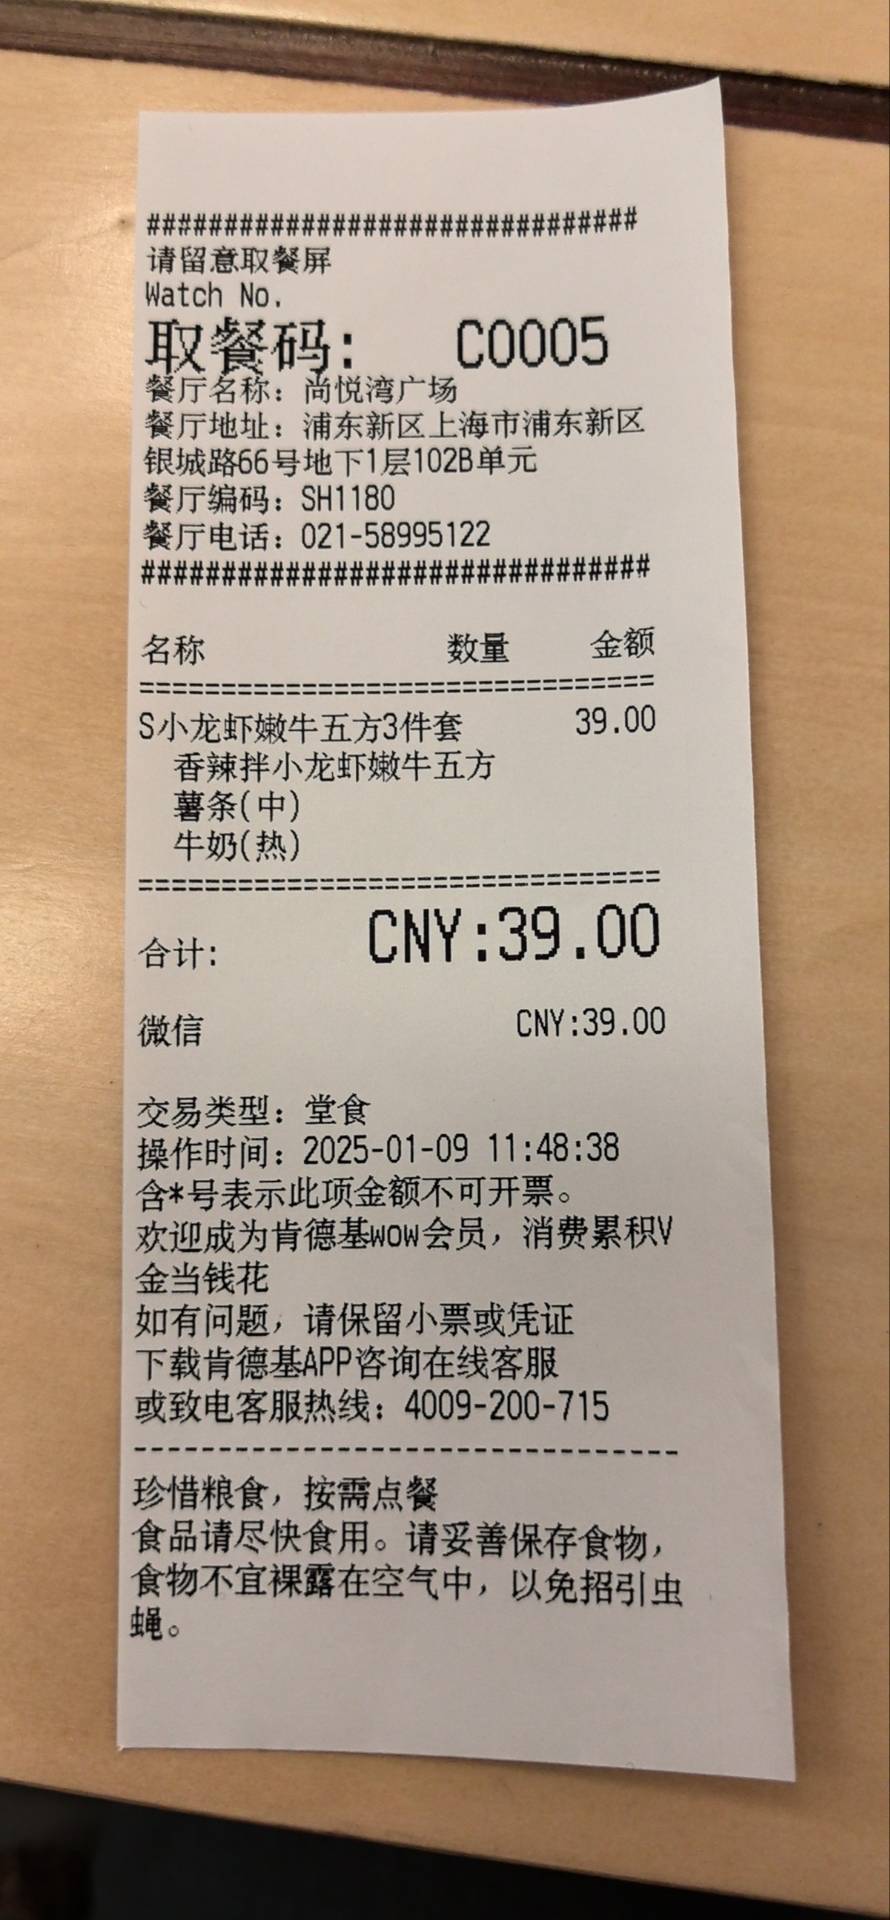 ################################
请留意取餐屏
Watch No.
取餐码: C0005
餐厅名称: 尚悦湾广场
餐厅地址: 浦东新区上海市浦东新区
银城路66号地下1层102B单元
餐厅编码: SH1180
餐厅电话: 021-58995122
################################
名称 数量 金额
================================
S小龙虾嫩牛五方3件套 39.00
香辣拌小龙虾嫩牛五方
薯条(中)
牛奶(热)
================================
合计: CNY:39.00
微信 CNY:39.00
交易类型: 堂食
操作时间: 2025-01-09 11:48:38
含*号表示此项金额不可开票。
欢迎成为肯德基WOW会员，消费累积V
金当钱花
如有问题，请保留小票或凭证
下载肯德基APP咨询在线客服
或致电客服热线: 4009-200-715
--------------------------------
珍惜粮食，按需点餐
食品请尽快食用。请妥善保存食物，
食物不宜裸露在空气中，以免招引虫
蝇。